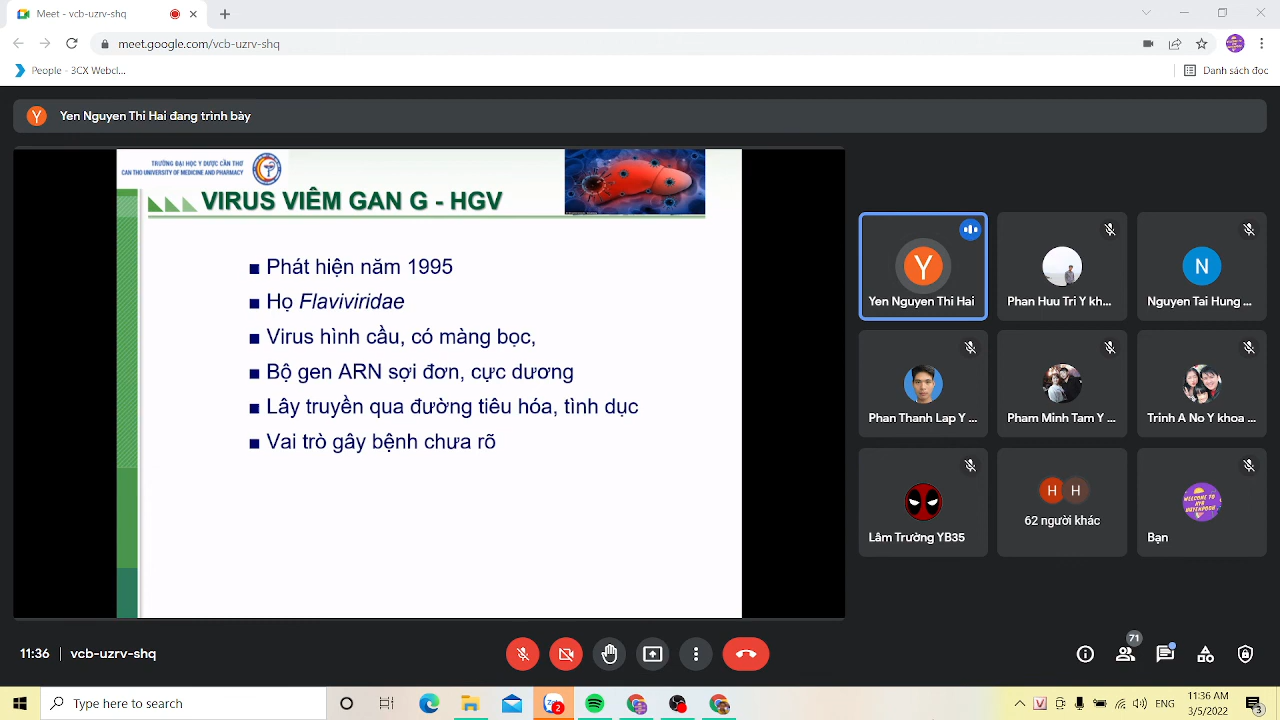 Meet - vcb-uzrv-shq
meet.google.com/vcb-uzrv-shq
People - 3CX Webcl...
Danh sách đọc
Y
Yen Nguyen Thi Hai đang trình bày
TRƯỜNG ĐẠI HỌC Y DƯỢC CẦN THƠ
CAN THO UNIVERSITY OF MEDICINE AND PHARMACY
VIRUS VIÊM GAN G - HGV
Phát hiện năm 1995
Họ Flaviviridae
Virus hình cầu, có màng bọc,
Bộ gen ARN sợi đơn, cực dương
Lây truyền qua đường tiêu hóa, tình dục
Vai trò gây bệnh chưa rõ
Y
Yen Nguyen Thi Hai
Phan Huu Tri Y kh...
N
Nguyen Tai Hung ...
Phan Thanh Lap Y ...
Pham Minh Tam Y ...
Trinh A No Y khoa ...
Lâm Trường YB35
H H
62 người khác
WELCOME TO
Bạn
11:36 | vcb-uzrv-shq
71
Type here to search
2
11:36 AM
3/5/2022
3